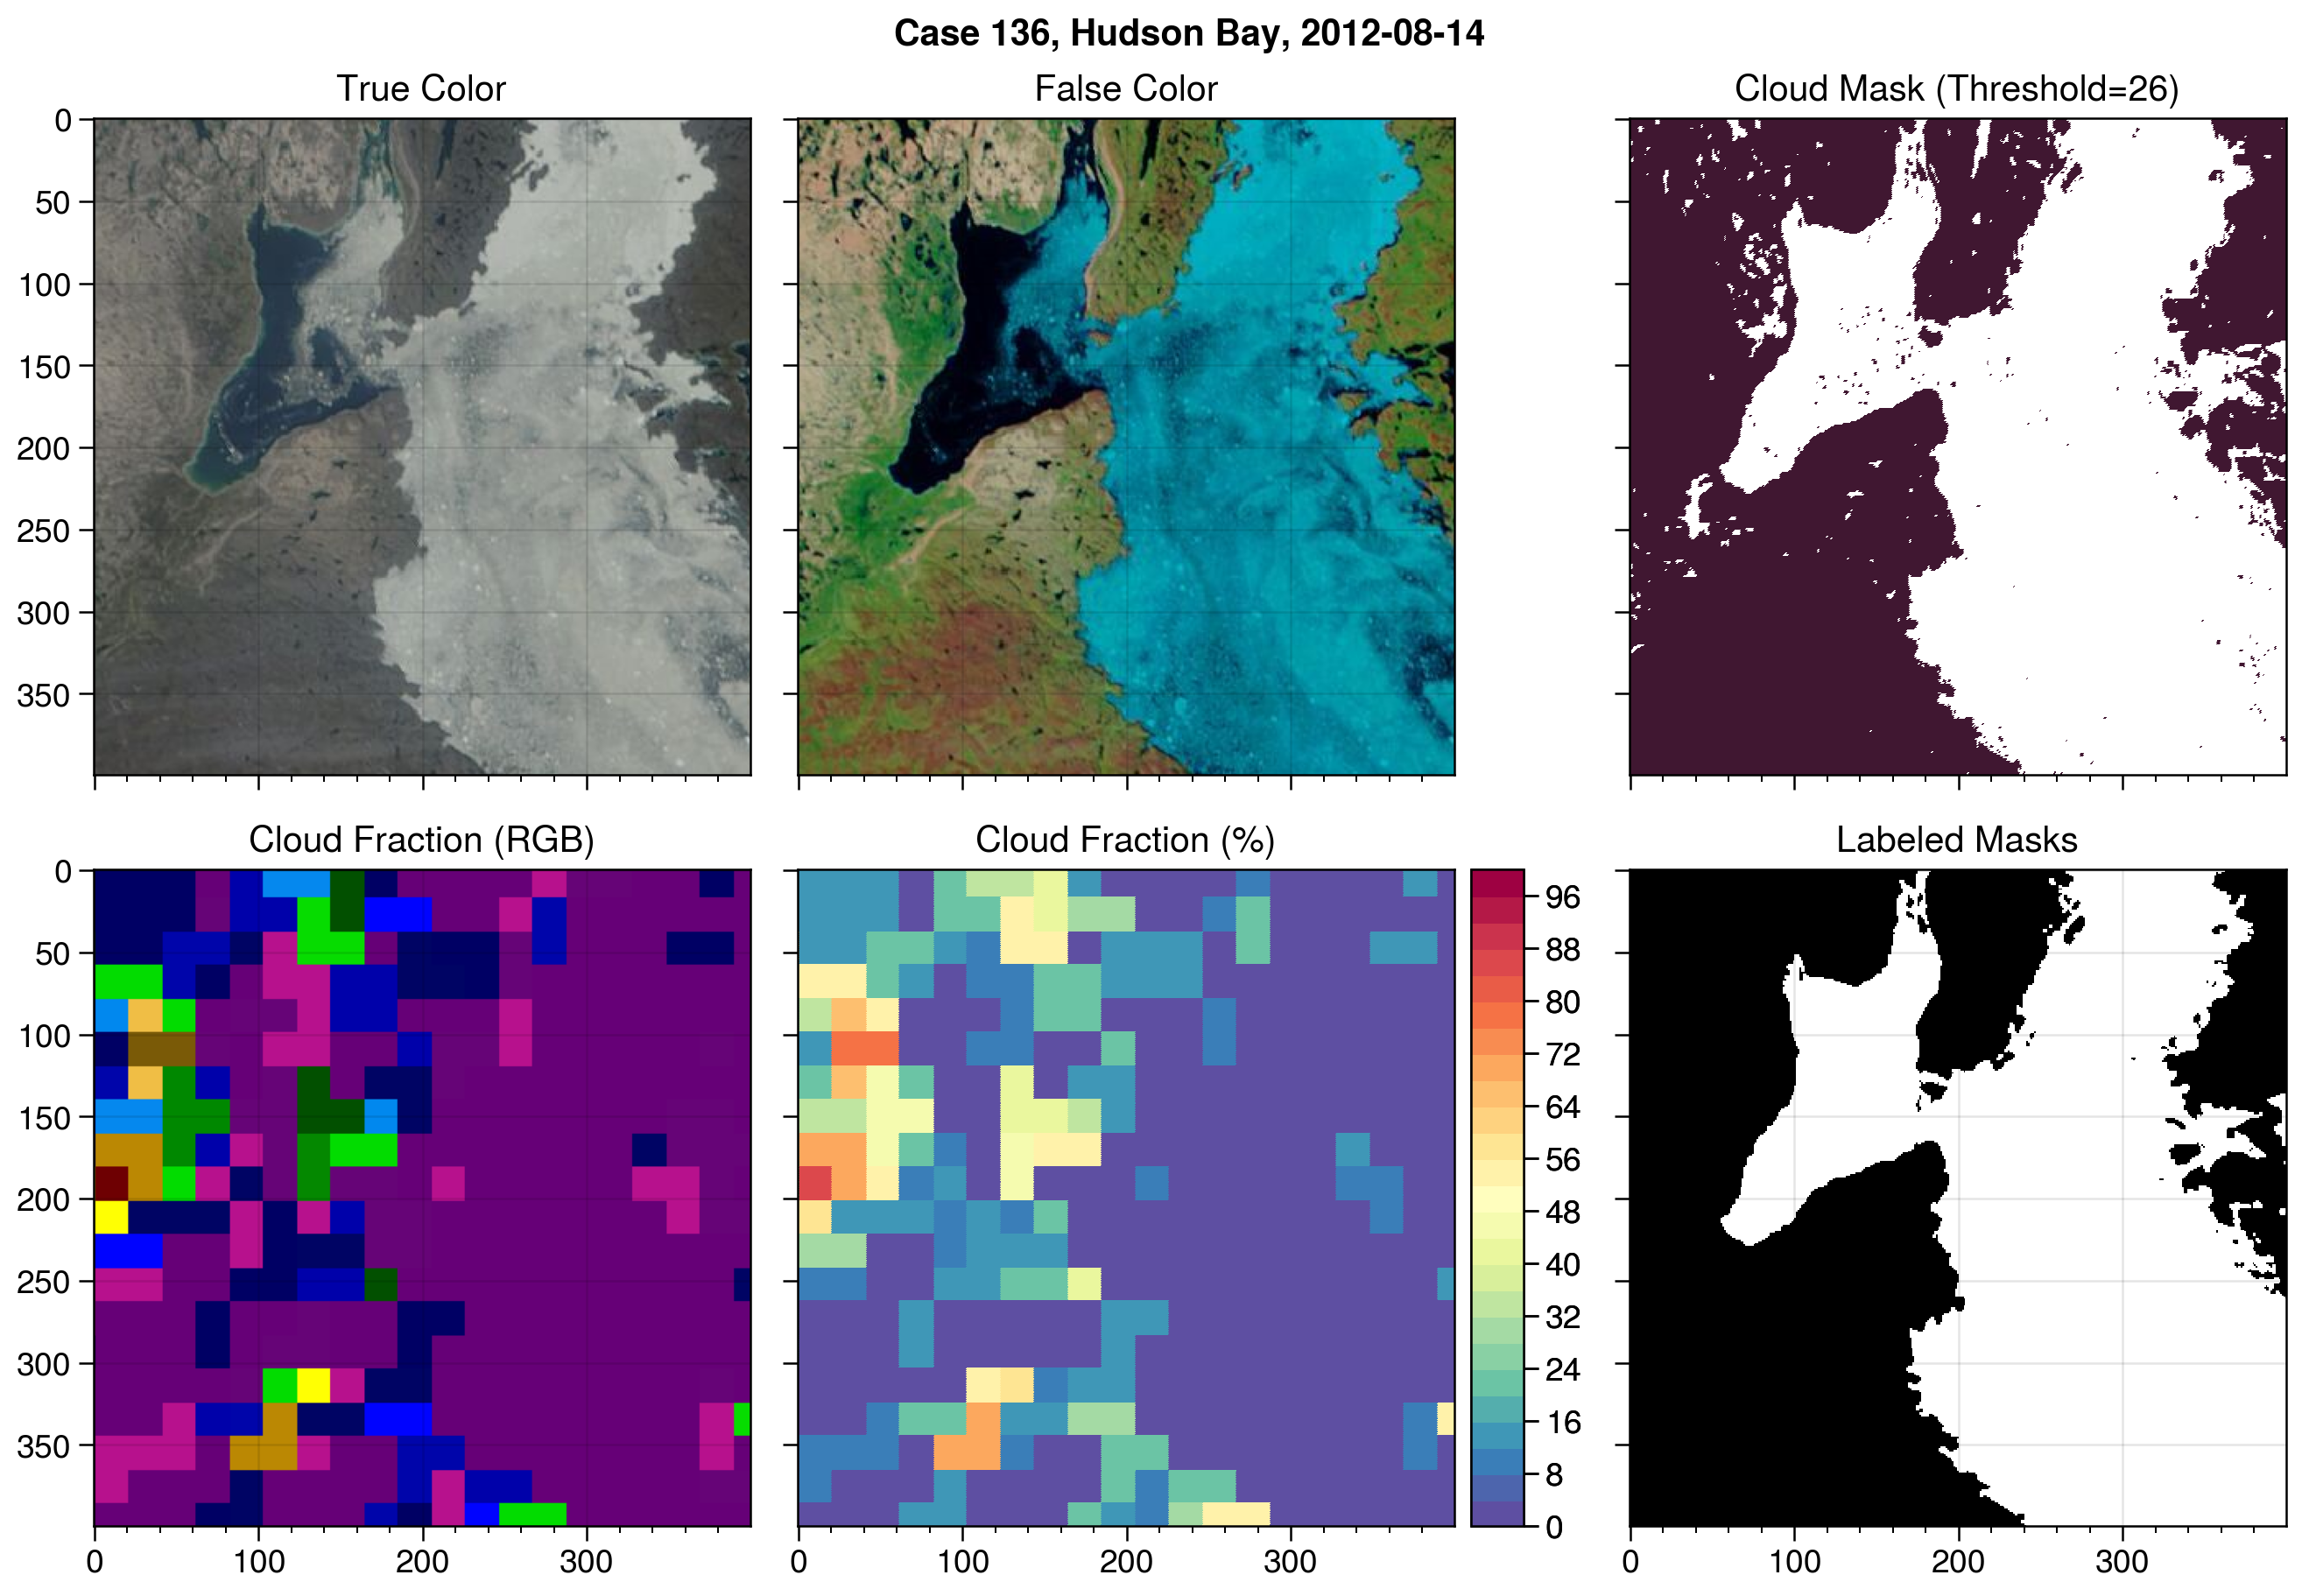 Case 136, Hudson Bay, 2012-08-14
True Color
False Color
Cloud Mask (Threshold=26)
0
50
100
150
200
250
300
350
Cloud Fraction (RGB)
Cloud Fraction (%)
Labeled Masks
0
50
100
150
200
250
300
350
0 100 200 300
0 100 200 300
96
88
80
72
64
56
48
40
32
24
16
8
0
0 100 200 300